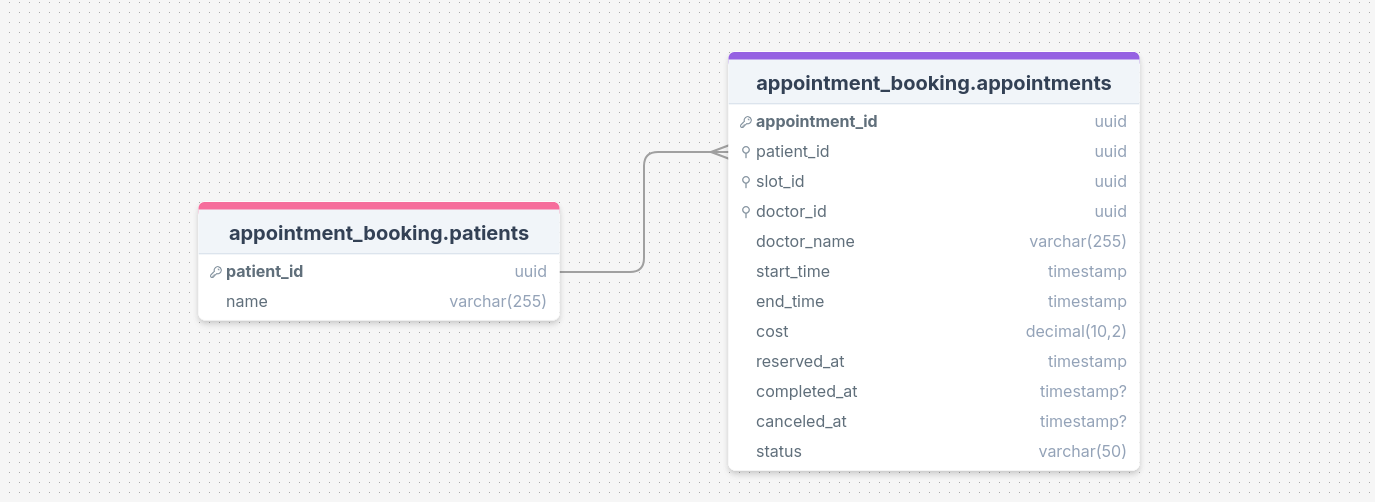 appointment_booking.patients
patient_id uuid
name varchar(255)
appointment_booking.appointments
appointment_id uuid
patient_id uuid
slot_id uuid
doctor_id uuid
doctor_name varchar(255)
start_time timestamp
end_time timestamp
cost decimal(10,2)
reserved_at timestamp
completed_at timestamp?
canceled_at timestamp?
status varchar(50)